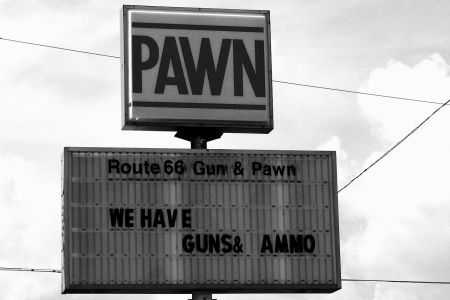 PAWN
Route 66 Gun & Pawn
WE HAVE
GUNS& AMMO